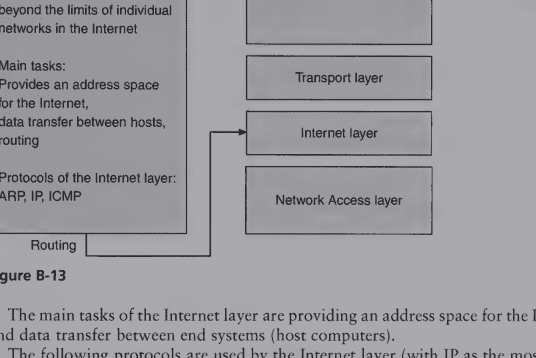 beyond the limits of individual
networks in the Internet
Main tasks:
Provides an address space
for the Internet,
data transfer between hosts,
routing
Protocols of the Internet layer:
ARP, IP, ICMP
Routing
Transport layer
Internet layer
Network Access layer
gure B-13
The main tasks of the Internet layer are providing an address space for the
nd data transfer between end systems (host computers).
The following protocols are used by the Internet layer (with IP as the mos